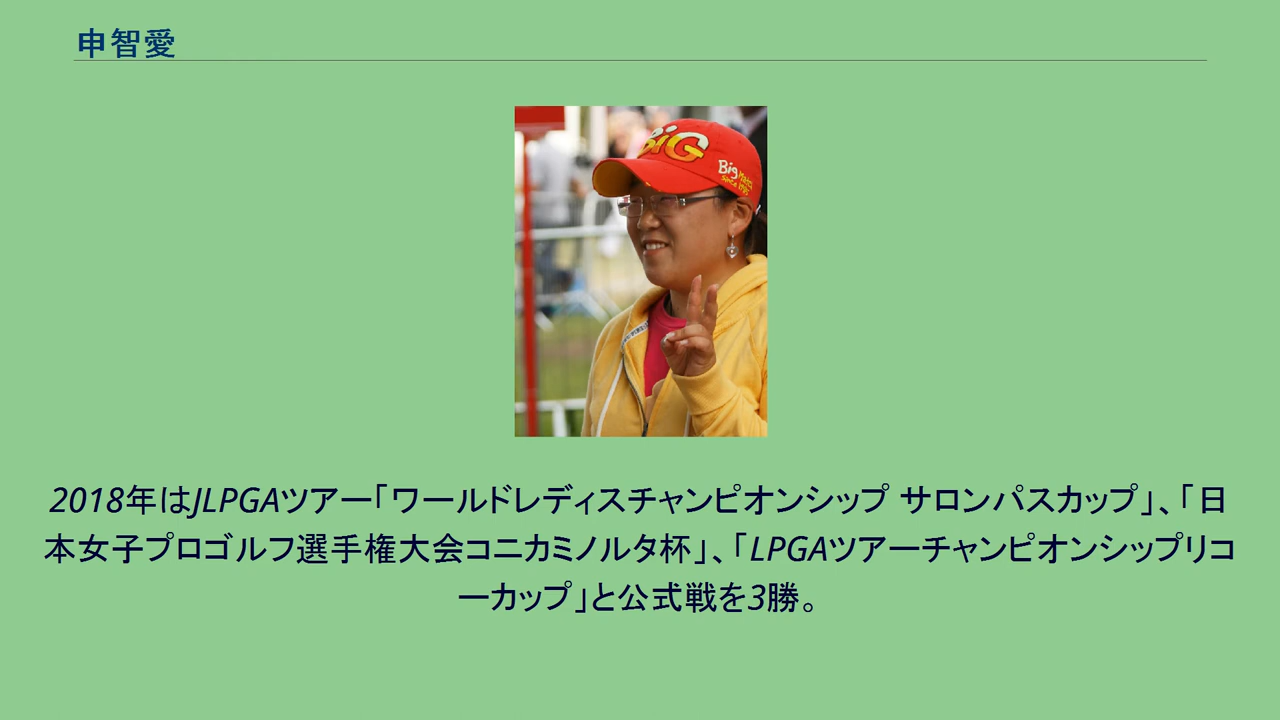 申智愛
BiG
Big Match
Since 1995
2018年はJLPGAツアー「ワールドレディスチャンピオンシップ サロンパスカップ」、「日
本女子プロゴルフ選手権大会コニカミノルタ杯」、「LPGAツアーチャンピオンシップリコ
ーカップ」と公式戦を3勝。